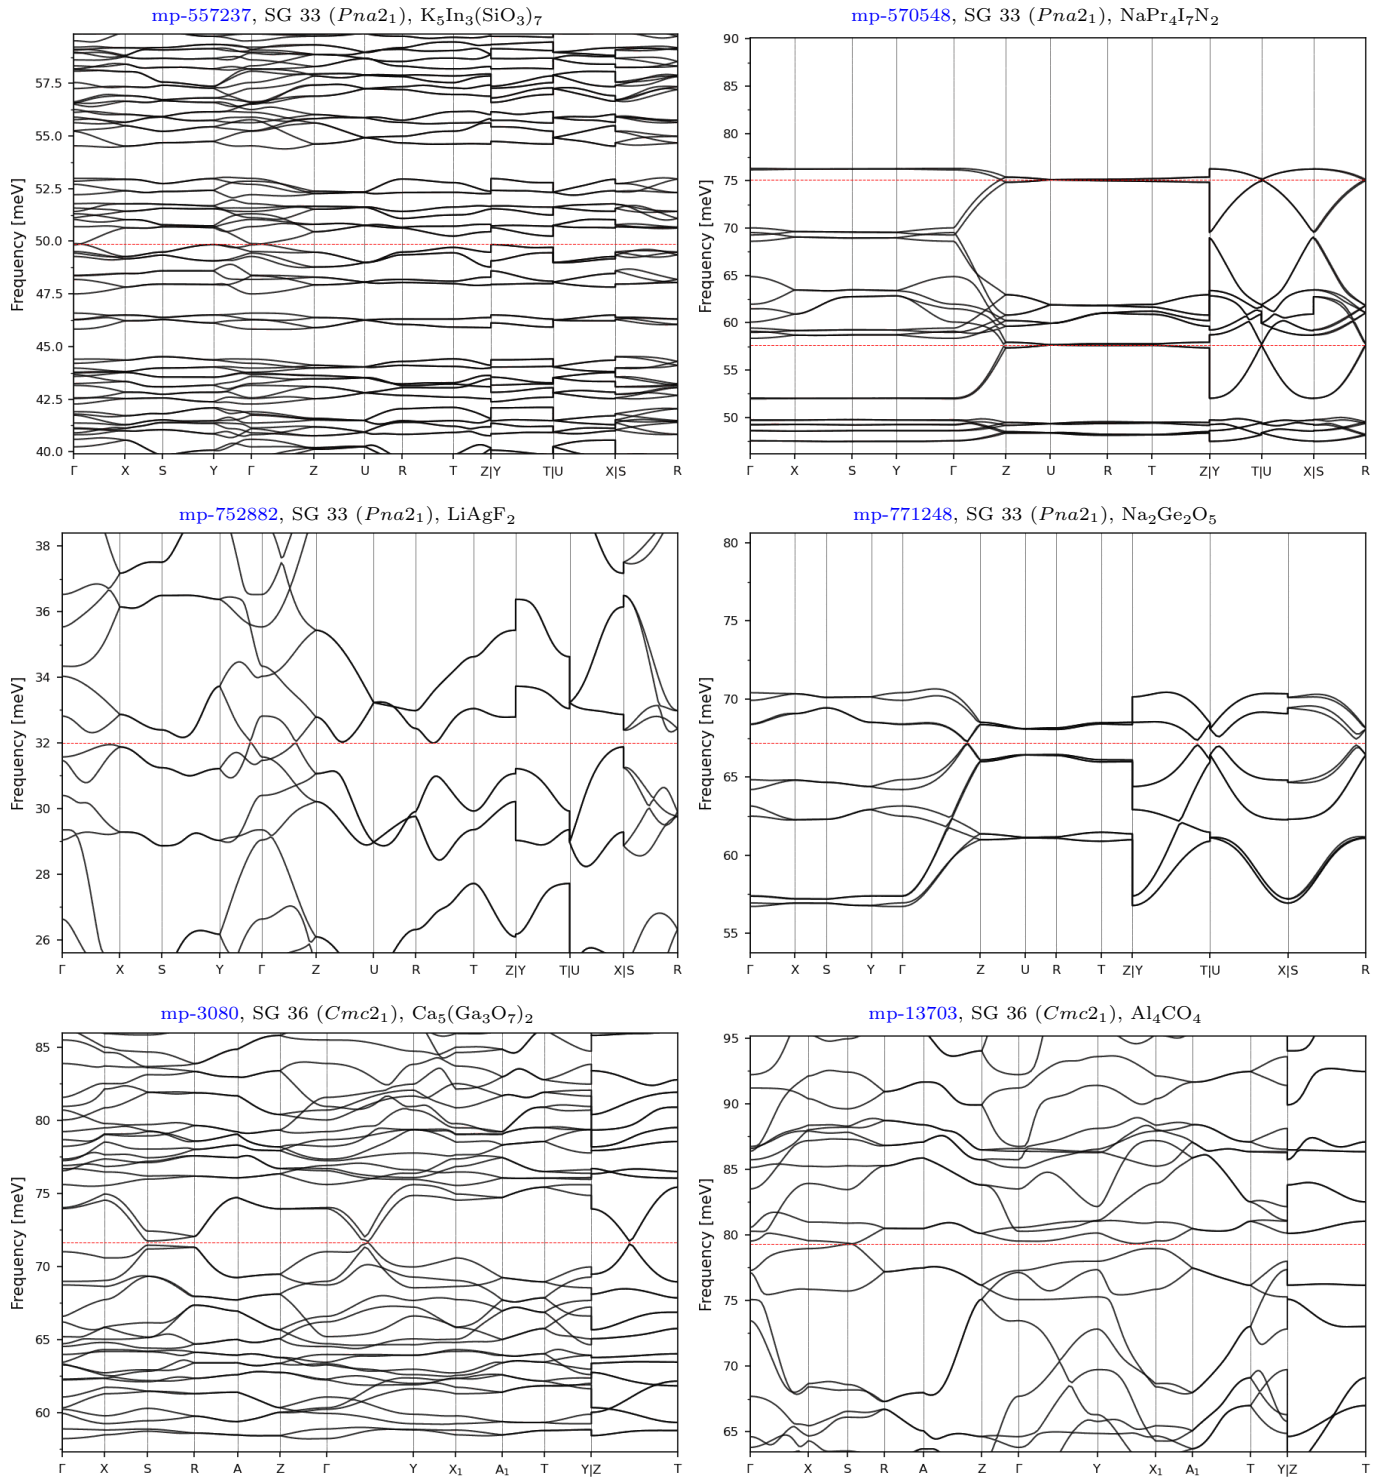 mp-557237, SG 33 (Pna2₁), K₅In₃(SiO₃)₇
Frequency [meV]
57.5
55.0
52.5
50.0
47.5
45.0
42.5
40.0
Γ X S Y Γ Z U R T Z|Y T|U X|S R
mp-570548, SG 33 (Pna2₁), NaPr₄I₇N₂
Frequency [meV]
90
85
80
75
70
65
60
55
50
Γ X S Y Γ Z U R T Z|Y T|U X|S R
mp-752882, SG 33 (Pna2₁), LiAgF₂
Frequency [meV]
38
36
34
32
30
28
26
Γ X S Y Γ Z U R T Z|Y T|U X|S R
mp-771248, SG 33 (Pna2₁), Na₂Ge₂O₅
Frequency [meV]
80
75
70
65
60
55
Γ X S Y Γ Z U R T Z|Y T|U X|S R
mp-3080, SG 36 (Cmc2₁), Ca₅(Ga₃O₇)₂
Frequency [meV]
85
80
75
70
65
60
Γ X S R A Z Γ Y X₁ A₁ T Y|Z T
mp-13703, SG 36 (Cmc2₁), Al₄CO₄
Frequency [meV]
95
90
85
80
75
70
65
Γ X S R A Z Γ Y X₁ A₁ T Y|Z T